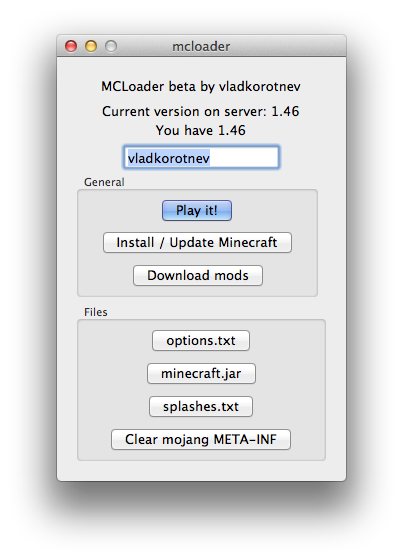 mcloader
MCLoader beta by vladkorotnev
Current version on server: 1.46
You have 1.46
vladkorotnev
General
Play it!
Install / Update Minecraft
Download mods
Files
options.txt
minecraft.jar
splashes.txt
Clear mojang META-INF